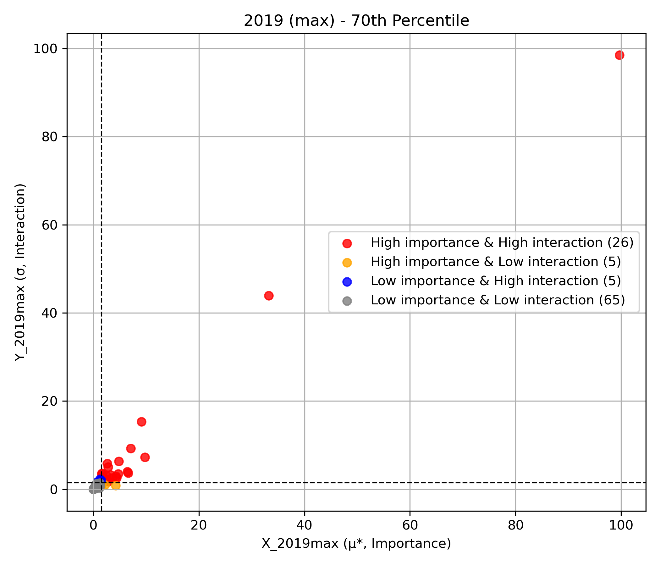 2019 (max) - 70th Percentile
100
80
60
40
20
0
Y_2019max (σ, Interaction)
High importance & High interaction (26)
High importance & Low interaction (5)
Low importance & High interaction (5)
Low importance & Low interaction (65)
0 20 40 60 80 100
X_2019max (μ*, Importance)